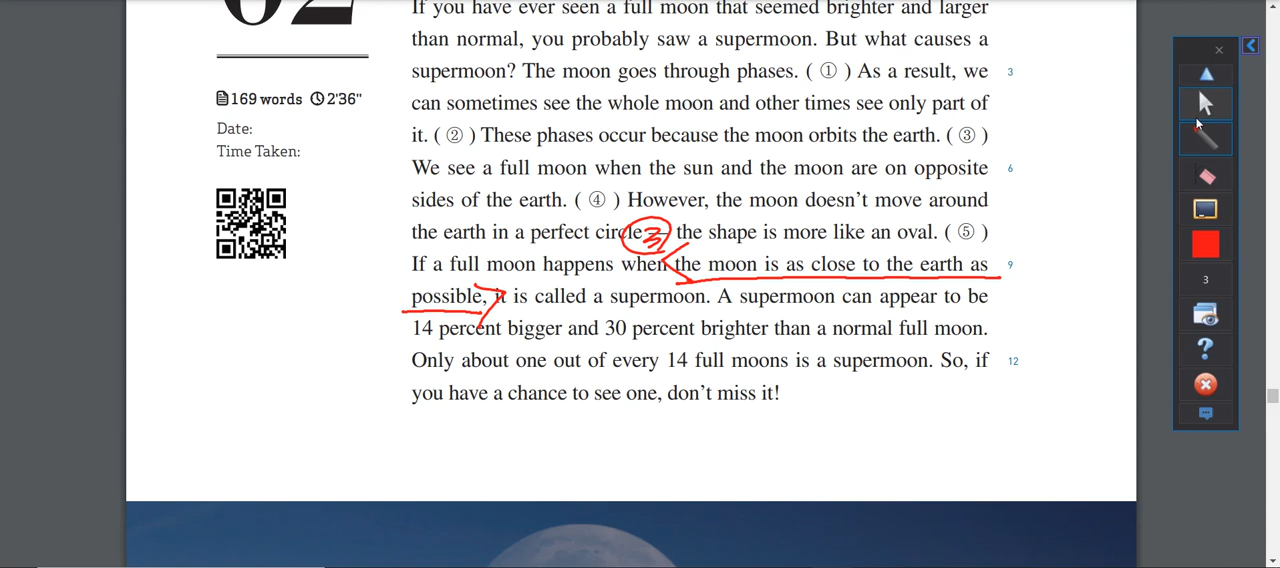 02
169 words 2'36"
Date:
Time Taken:
If you have ever seen a full moon that seemed brighter and larger
than normal, you probably saw a supermoon. But what causes a
supermoon? The moon goes through phases. ( ① ) As a result, we 3
can sometimes see the whole moon and other times see only part of
it. ( ② ) These phases occur because the moon orbits the earth. ( ③ )
We see a full moon when the sun and the moon are on opposite 6
sides of the earth. ( ④ ) However, the moon doesn't move around
the earth in a perfect circle — the shape is more like an oval. ( ⑤ )
If a full moon happens when the moon is as close to the earth as 9
possible, it is called a supermoon. A supermoon can appear to be
14 percent bigger and 30 percent brighter than a normal full moon.
Only about one out of every 14 full moons is a supermoon. So, if 12
you have a chance to see one, don't miss it!
3